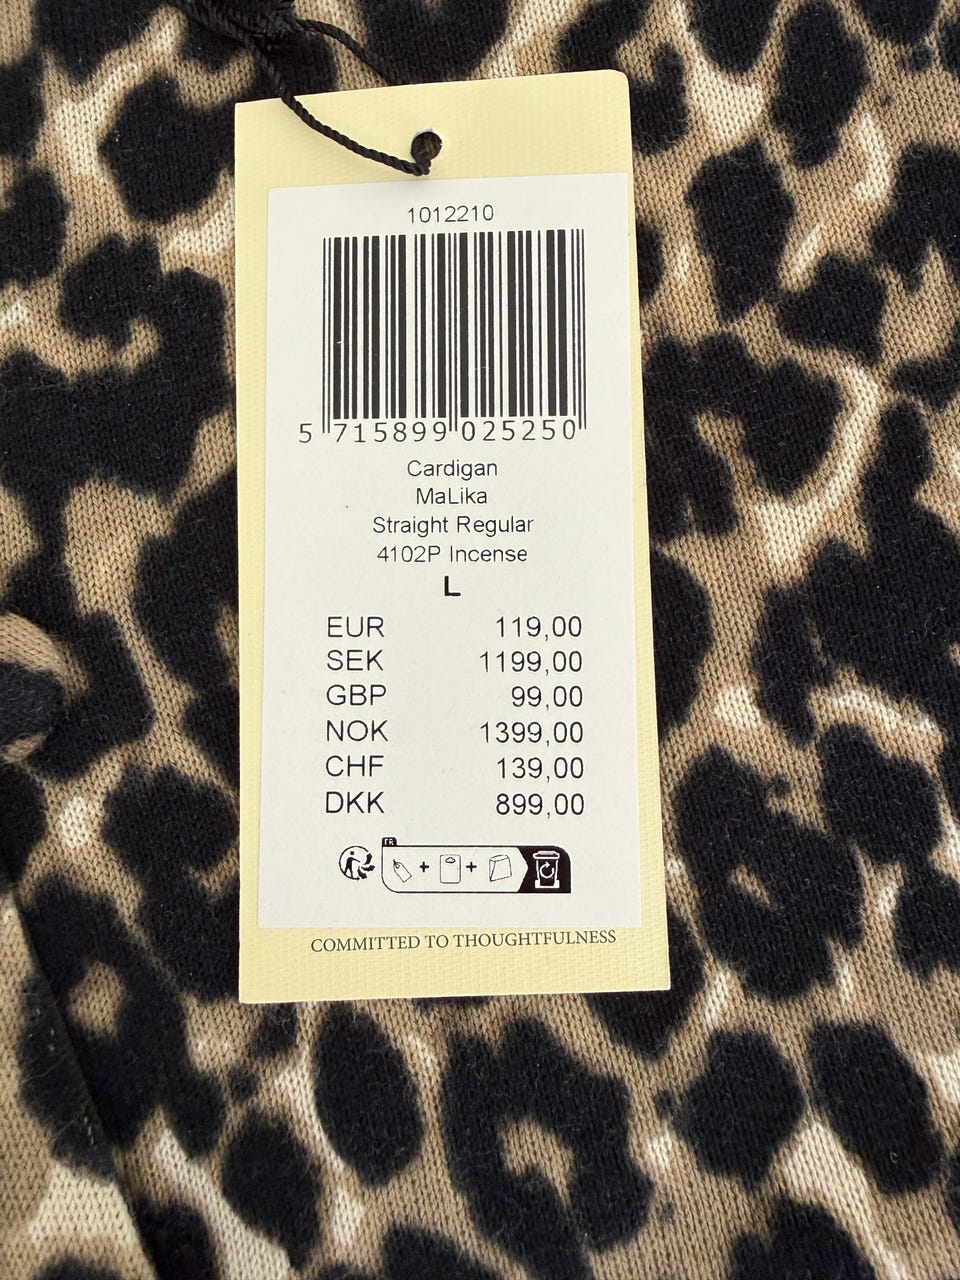 1012210
5 715899 025250
Cardigan
MaLika
Straight Regular
4102P Incense
L
EUR 119,00
SEK 1199,00
GBP 99,00
NOK 1399,00
CHF 139,00
DKK 899,00
FR
COMMITTED TO THOUGHTFULNESS